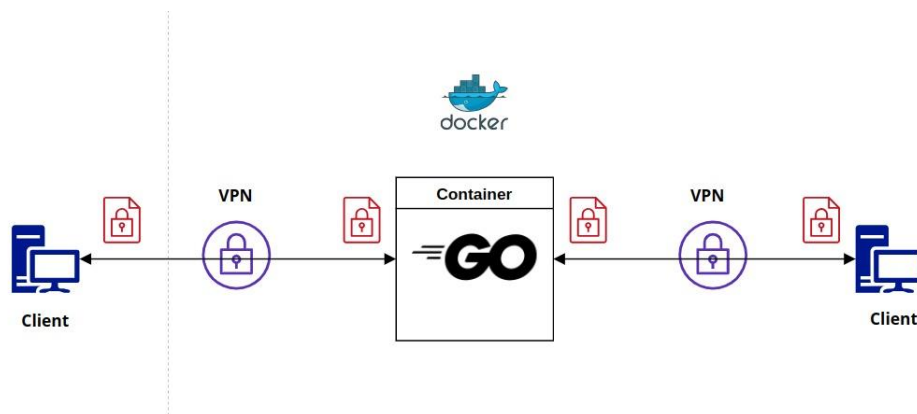 docker
VPN
VPN
Container
GO
Client
Client